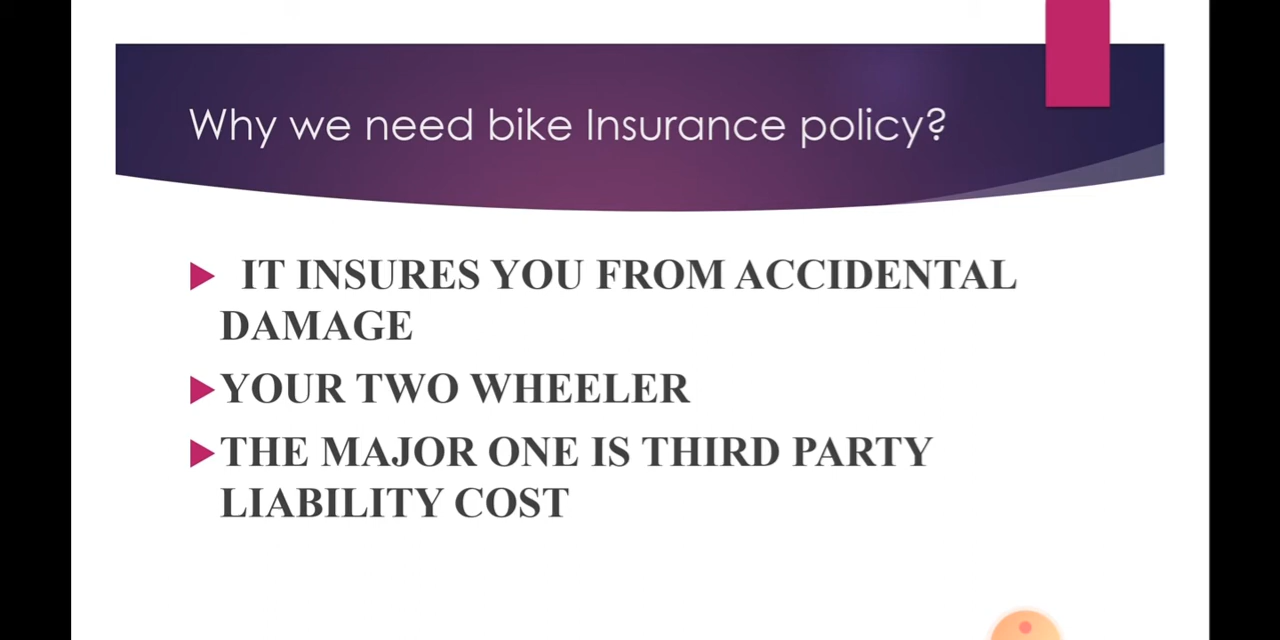 Why we need bike Insurance policy?
IT INSURES YOU FROM ACCIDENTAL
DAMAGE
YOUR TWO WHEELER
THE MAJOR ONE IS THIRD PARTY
LIABILITY COST